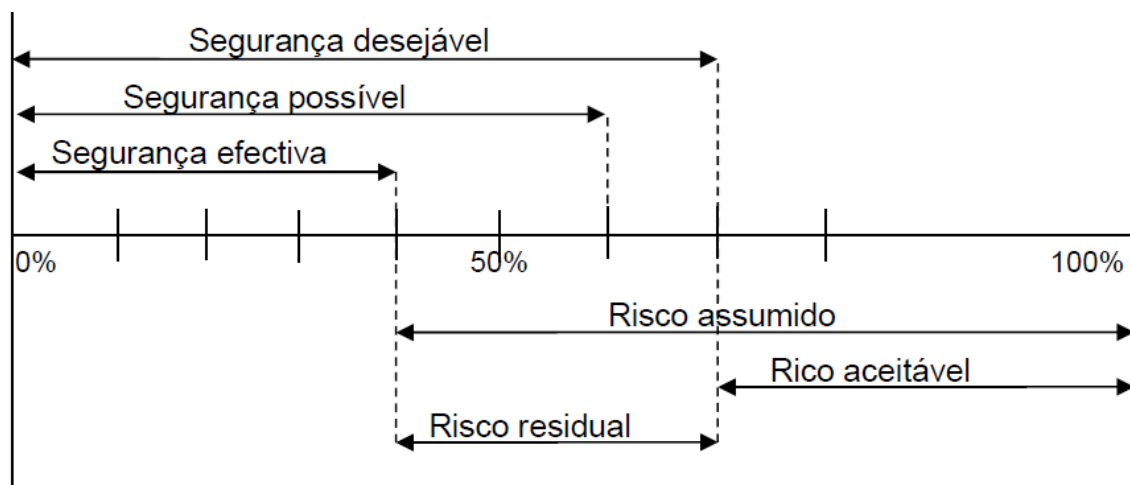 Segurança desejável
Segurança possível
Segurança efectiva
0% 50% 100%
Risco assumido
Rico aceitável
Risco residual